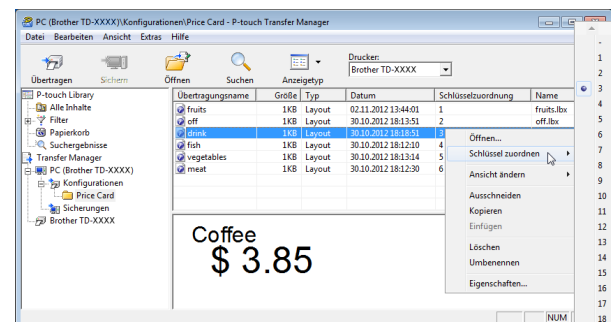 PC (Brother TD-XXXX)\Konfigurationen\Price Card - P-touch Transfer Manager
Datei Bearbeiten Ansicht Extras Hilfe
Übertragen Sichern Öffnen Suchen Anzeigetyp
Drucker:
Brother TD-XXXX
P-touch Library
Alle Inhalte
Filter
Papierkorb
Suchergebnisse
Transfer Manager
PC (Brother TD-XXXX)
Konfigurationen
Price Card
Sicherungen
Brother TD-XXXX
Übertragungsname Größe Typ Datum Schlüsselzuordnung Name
fruits 1KB Layout 02.11.2012 13:44:01 1 fruits.lbx
off 1KB Layout 30.10.2012 18:13:51 2 off.lbx
drink 1KB Layout 30.10.2012 18:18:51 3
fish 1KB Layout 30.10.2012 18:12:10 4
vegetables 1KB Layout 30.10.2012 18:13:14 5
meat 1KB Layout 30.10.2012 18:12:30 6
Coffee
$ 3.85
Öffnen...
Schlüssel zuordnen
Ansicht ändern
Ausschneiden
Kopieren
Einfügen
Löschen
Umbenennen
Eigenschaften...
-
1
2
3
4
5
6
7
8
9
10
11
12
13
14
15
16
17
18
NUM